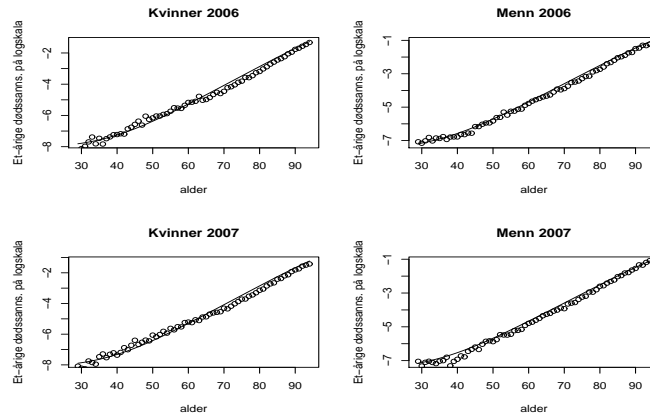 Kvinner 2006
Et−årige dødssanns. på logskala
−2
−4
−6
−8
30 40 50 60 70 80 90
alder
Menn 2006
Et−årige dødssanns. på logskala
−1
−3
−5
−7
30 40 50 60 70 80 90
alder
Kvinner 2007
Et−årige dødssanns. på logskala
−2
−4
−6
−8
30 40 50 60 70 80 90
alder
Menn 2007
Et−årige dødssanns. på logskala
−1
−3
−5
−7
30 40 50 60 70 80 90
alder